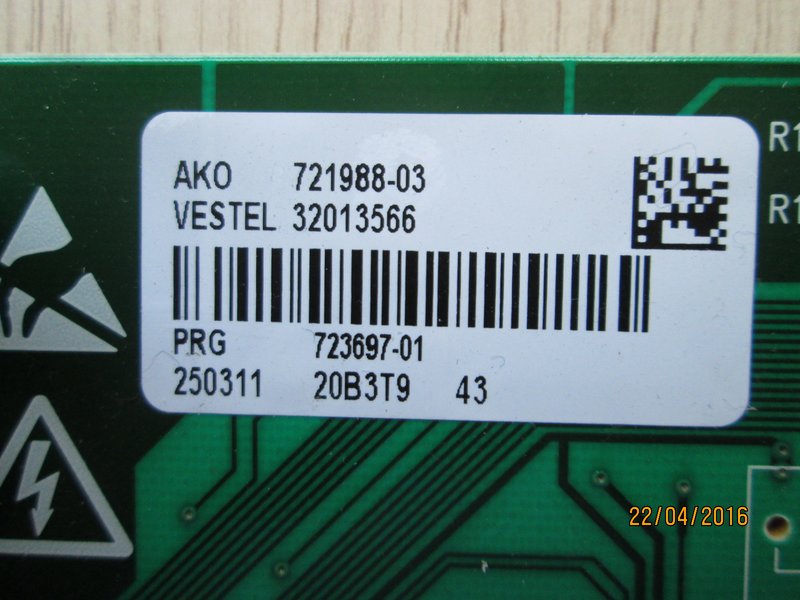 AKO 721988-03
VESTEL 32013566
PRG 723697-01
250311 20B3T9 43
R1
R1
22/04/2016